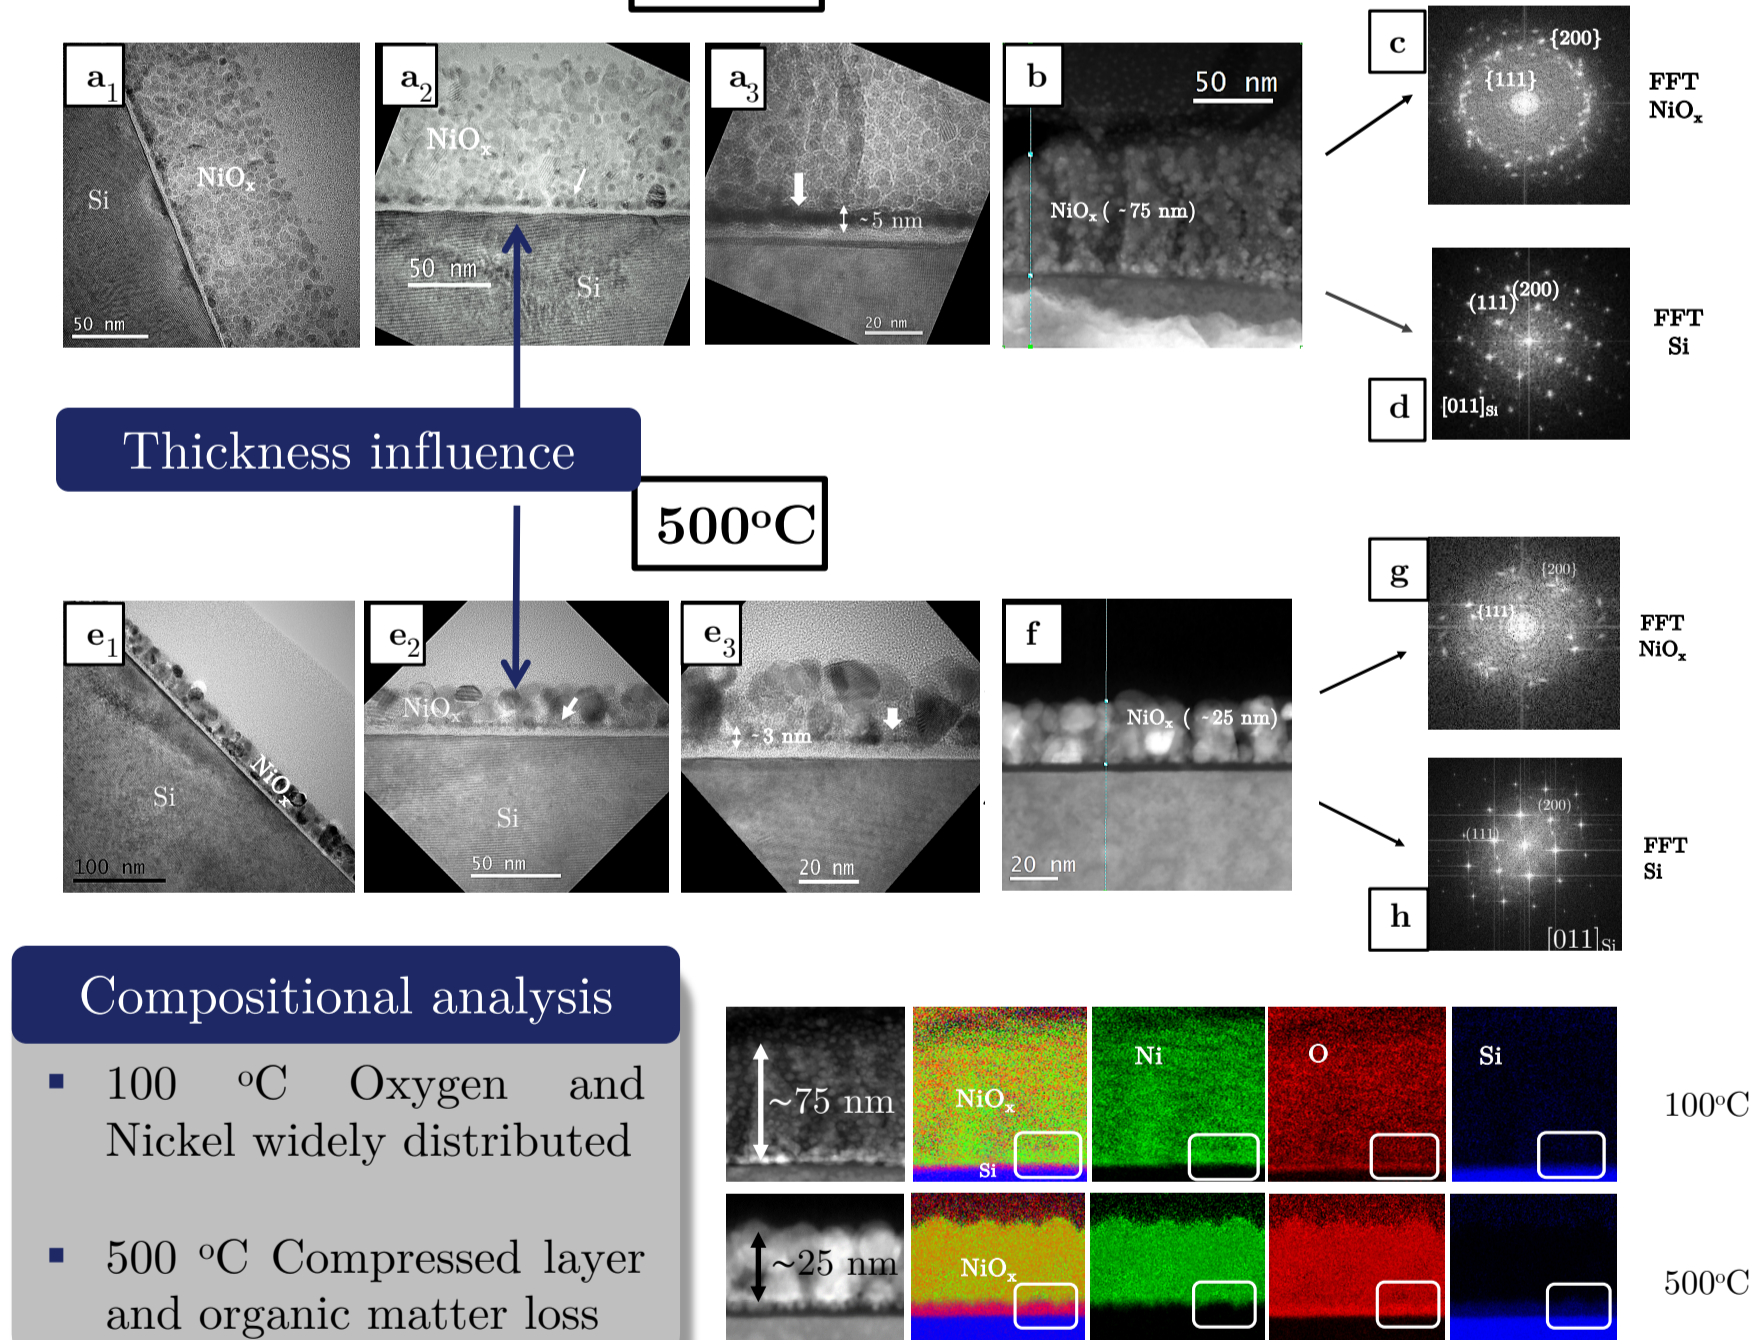 a1
Si
NiOx
50 nm
a2
NiOx
50 nm
Si
a3
~5 nm
20 nm
b
50 nm
NiOx ( ~75 nm)
c
{200}
{111}
FFT
NiOx
(200)
(111)
[011]Si
d
FFT
Si
Thickness influence
500ºC
e1
NiOx
Si
100 nm
e2
NiOx
Si
50 nm
e3
~3 nm
20 nm
f
NiOx ( ~25 nm)
20 nm
g
{200}
{111}
FFT
NiOx
(200)
(111)
[011]Si
h
FFT
Si
Compositional analysis
▪ 100 ºC Oxygen and
Nickel widely distributed
▪ 500 ºC Compressed layer
and organic matter loss
~75 nm
NiOx
Si
Ni
O
Si
100ºC
~25 nm
NiOx
500ºC